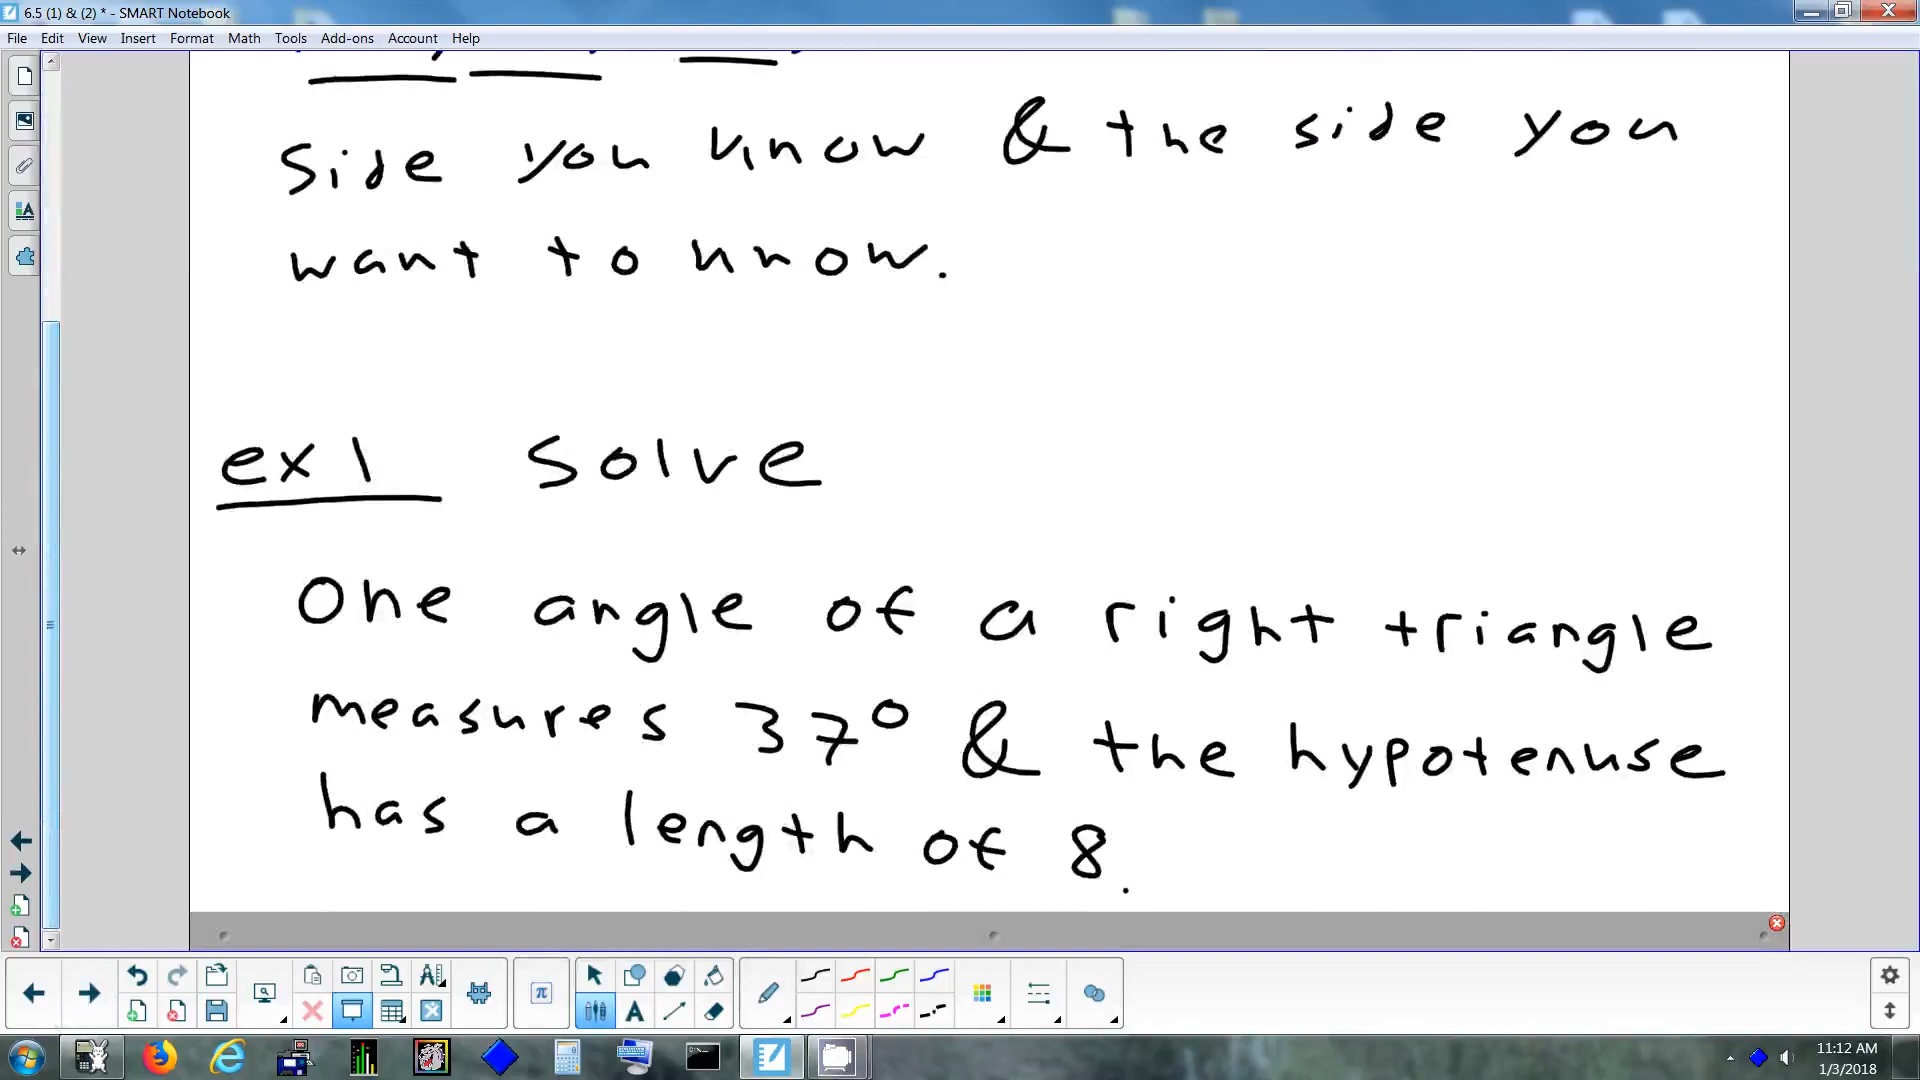 6.5 (1) & (2) * - SMART Notebook
File Edit View Insert Format Math Tools Add-ons Account Help
Side you know & the side you
want to know.
ex1 Solve
One angle of a right triangle
measures 37° & the hypotenuse
has a length of 8.
11:12 AM
1/3/2018